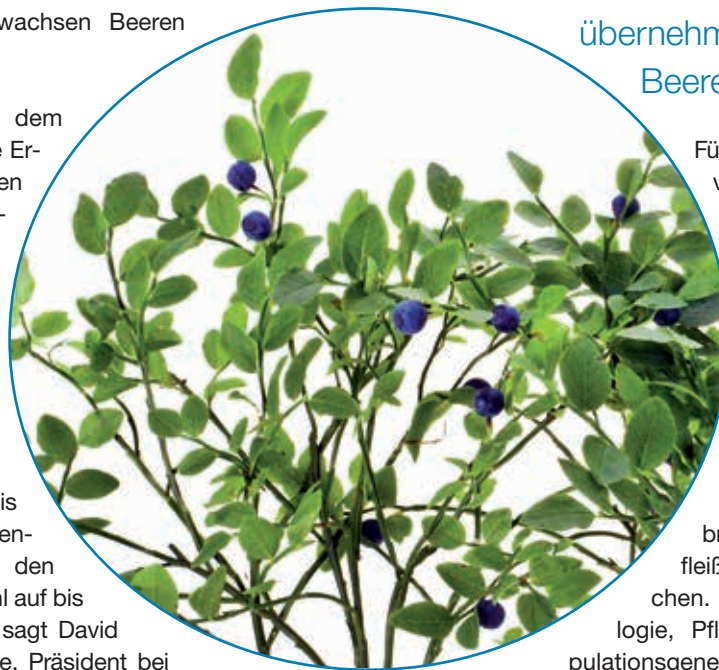 wachsen Beeren
dem
e Er-
en
-
is
en-
den
l auf bis
sagt David
e, Präsident bei
übernehm
Beere
Fü
v
br
fleiß
chen.
logie, Pfl
pulationsgene